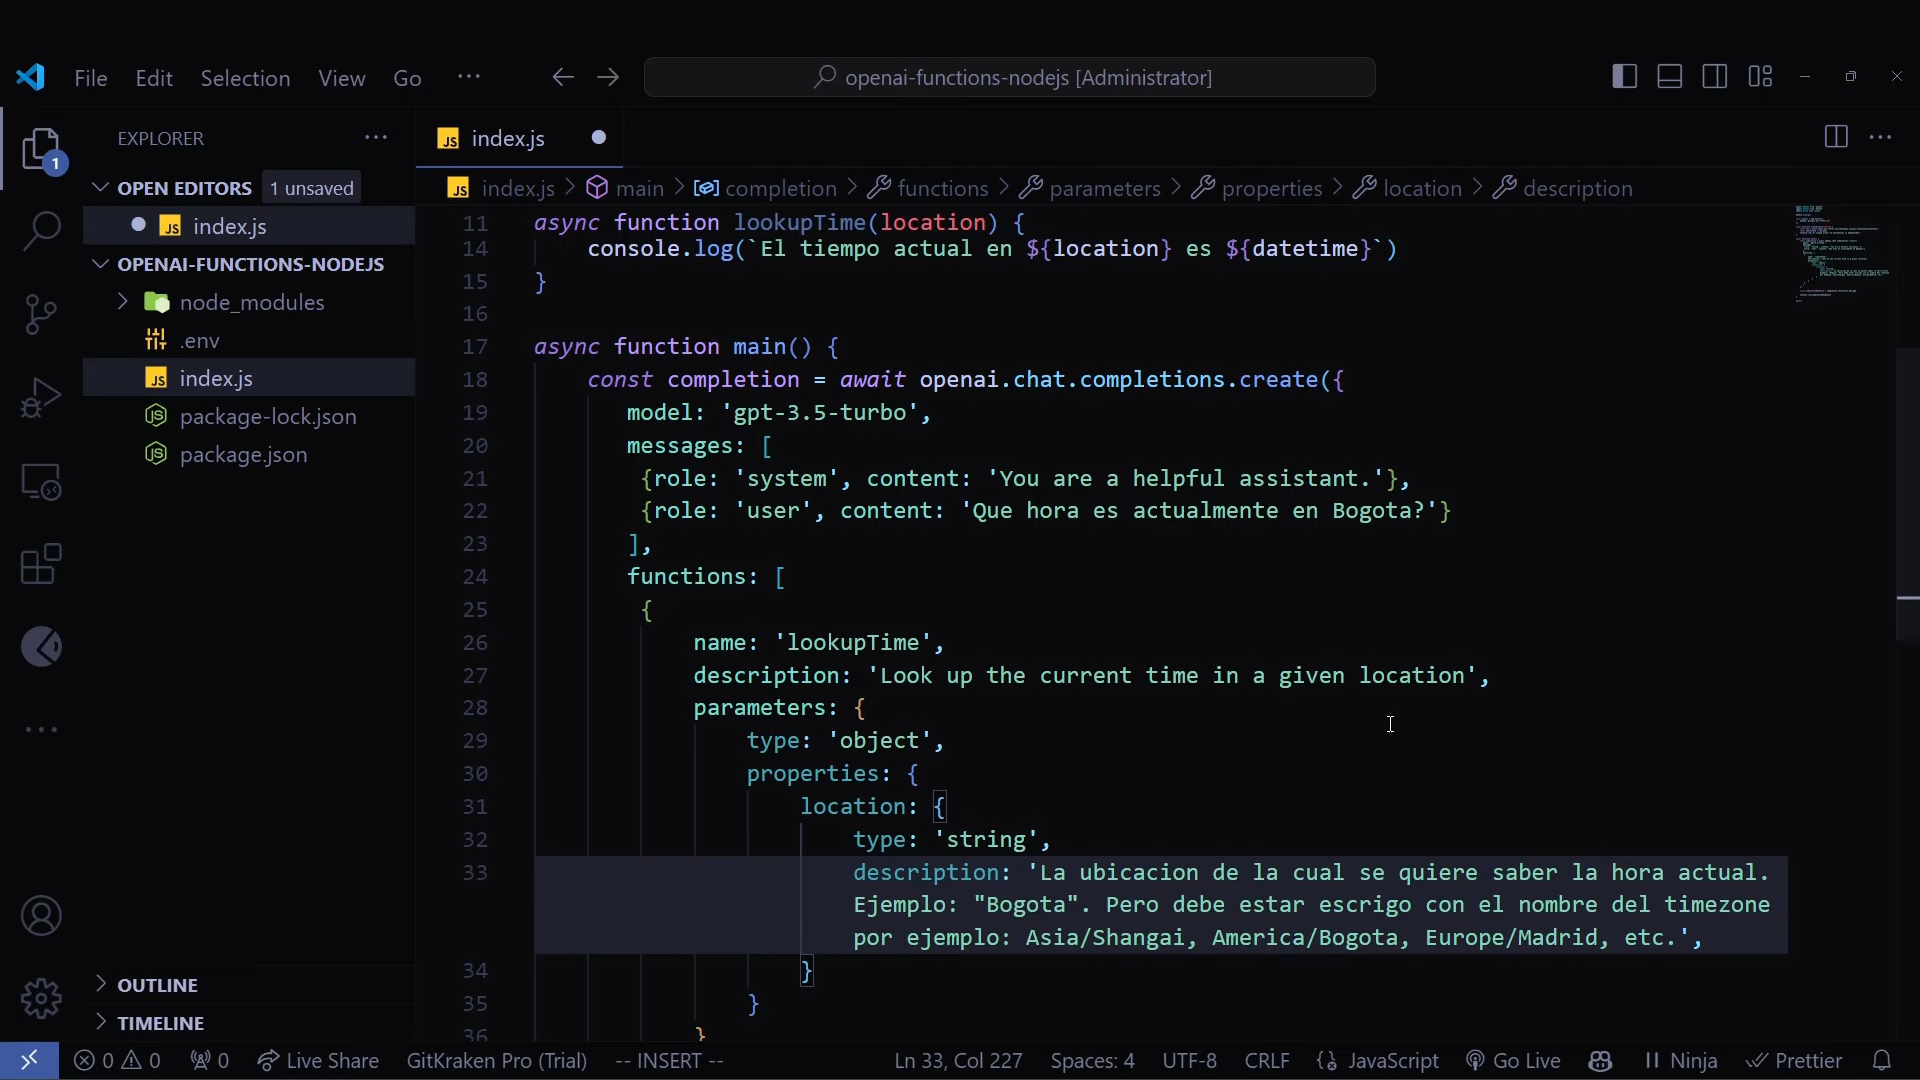 File Edit Selection View Go ··· openai-functions-nodejs [Administrator]
EXPLORER ···
OPEN EDITORS 1 unsaved
index.js
OPENAI-FUNCTIONS-NODEJS
node_modules
.env
index.js
package-lock.json
package.json
OUTLINE
TIMELINE
1
index.js
index.js > main > completion > functions > parameters > properties > location > description
11 async function lookupTime(location) {
14 console.log(`El tiempo actual en ${location} es ${datetime}`)
15 }
16
17 async function main() {
18 const completion = await openai.chat.completions.create({
19 model: 'gpt-3.5-turbo',
20 messages: [
21 {role: 'system', content: 'You are a helpful assistant.'},
22 {role: 'user', content: 'Que hora es actualmente en Bogota?'}
23 ],
24 functions: [
25 {
26 name: 'lookupTime',
27 description: 'Look up the current time in a given location',
28 parameters: {
29 type: 'object',
30 properties: {
31 location: {
32 type: 'string',
33 description: 'La ubicacion de la cual se quiere saber la hora actual.
Ejemplo: "Bogota". Pero debe estar escrigo con el nombre del timezone
por ejemplo: Asia/Shangai, America/Bogota, Europe/Madrid, etc.',
34 }
35 }
36 }
0 0 0 Live Share GitKraken Pro (Trial) -- INSERT -- Ln 33, Col 227 Spaces: 4 UTF-8 CRLF {} JavaScript Go Live Ninja Prettier